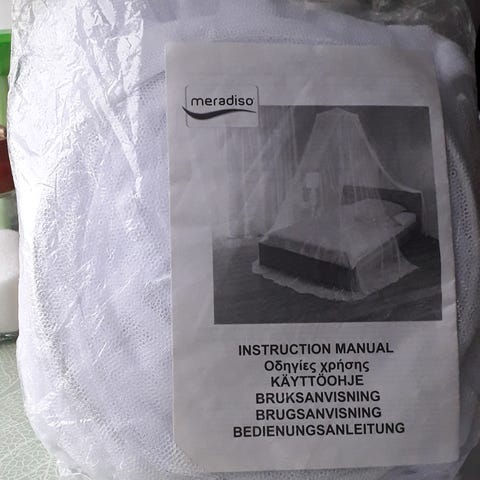 meradiso
INSTRUCTION MANUAL
Οδηγίες χρήσης
KÄYTTÖOHJE
BRUKSANVISNING
BRUGSANVISNING
BEDIENUNGSANLEITUNG